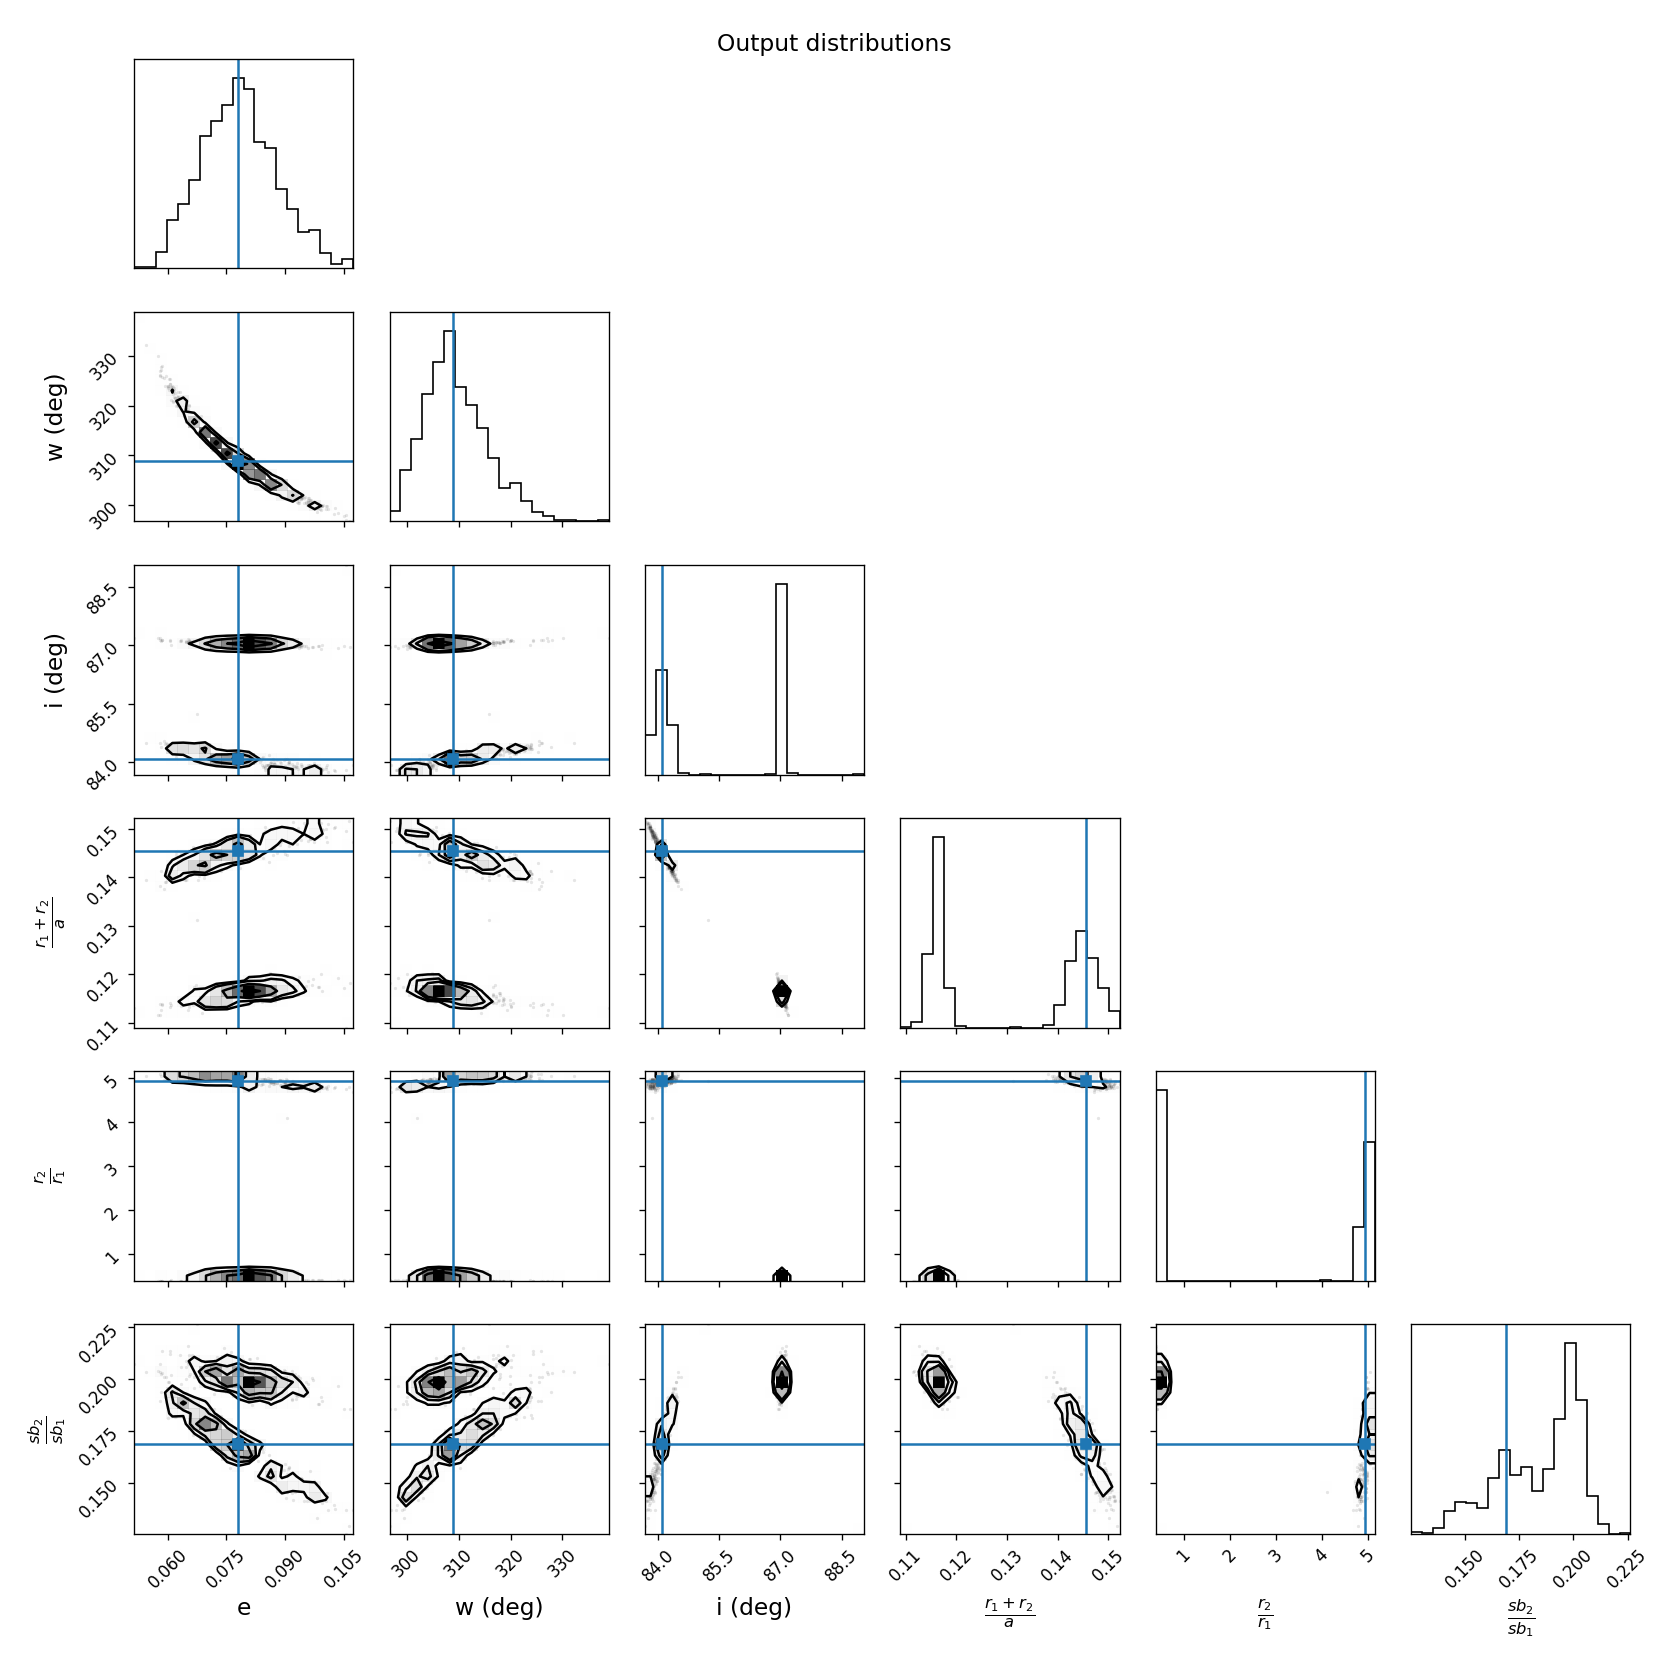 Output distributions
w (deg)
330
320
310
300
i (deg)
88.5
87.0
85.5
84.0
r₁ + r₂
a
0.15
0.14
0.13
0.12
0.11
r₂
r₁
5
4
3
2
1
sb₂
sb₁
0.225
0.200
0.175
0.150
0.060 0.075 0.090 0.105 300 310 320 330 84.0 85.5 87.0 88.5 0.11 0.12 0.13 0.14 0.15 1 2 3 4 5 0.150 0.175 0.200 0.225
e w (deg) i (deg) r₁ + r₂ r₂ sb₂
a r₁ sb₁